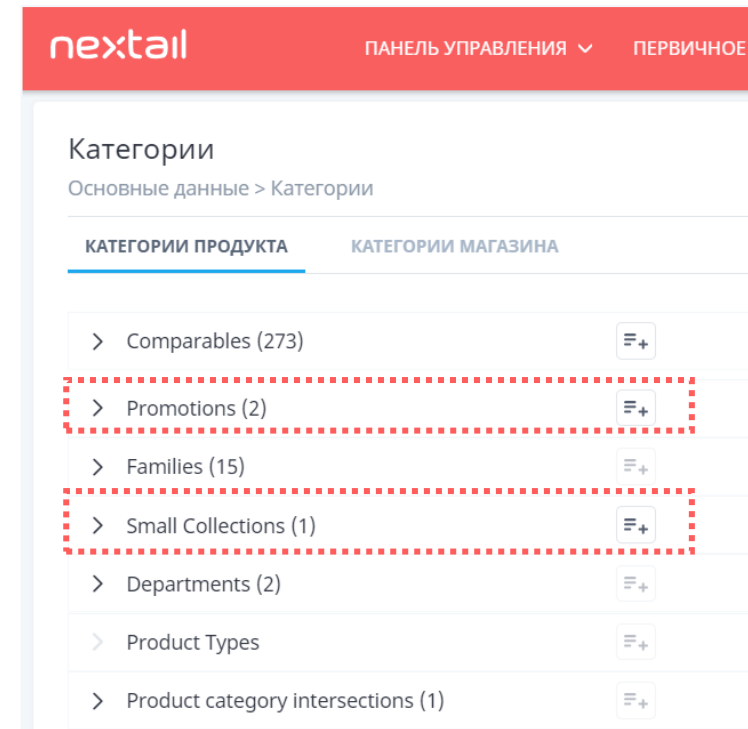 nextail
ПАНЕЛЬ УПРАВЛЕНИЯ ПЕРВИЧНОЕ
Категории
Основные данные > Категории
КАТЕГОРИИ ПРОДУКТА КАТЕГОРИИ МАГАЗИНА
Comparables (273)
Promotions (2)
Families (15)
Small Collections (1)
Departments (2)
Product Types
Product category intersections (1)